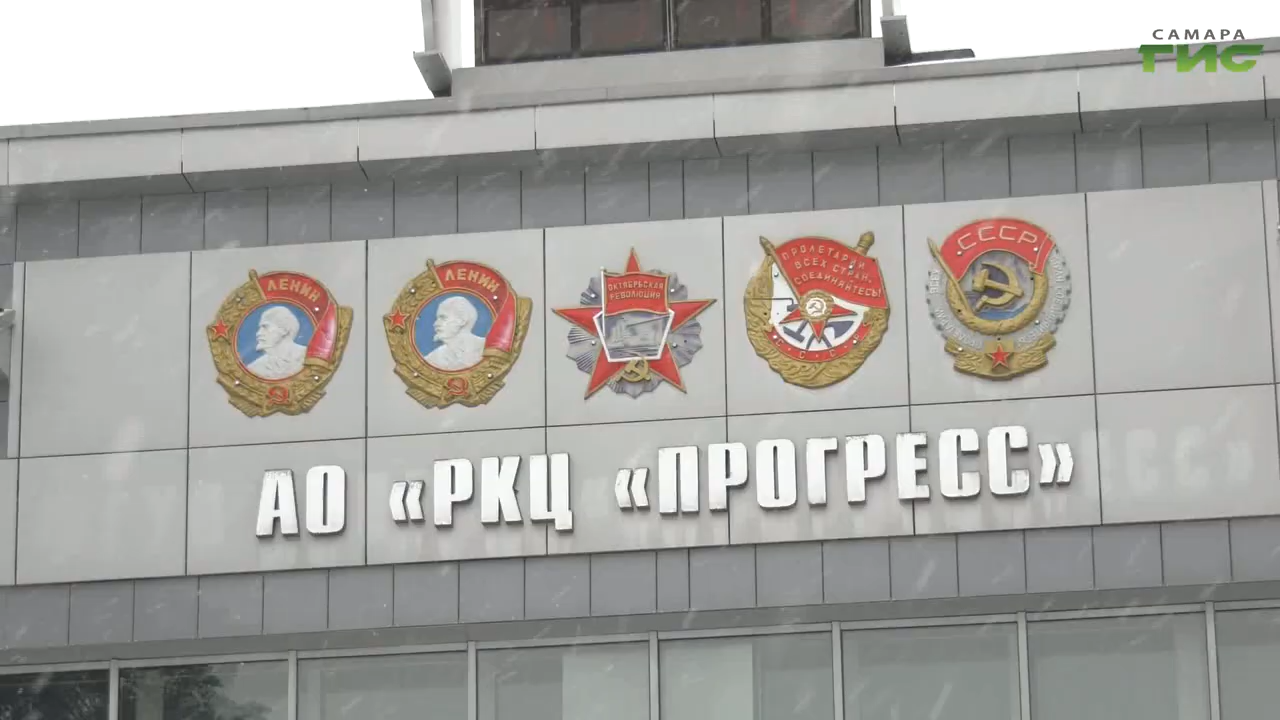 САМАРА
ГИС
ЛЕНИН
ЛЕНИН
ОКТЯБРЬСКАЯ
РЕВОЛЮЦИЯ
ПРОЛЕТАРИИ
ВСЕХ СТРАН,
СОЕДИНЯЙТЕСЬ!
С С С Р
СССР
АО «РКЦ «ПРОГРЕСС»